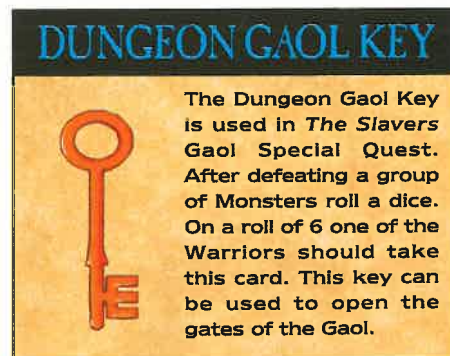 DUNGEON GAOL KEY
The Dungeon Gaol Key
is used in The Slavers
Gaol Special Quest.
After defeating a group
of Monsters roll a dice.
On a roll of 6 one of the
Warriors should take
this card. This key can
be used to open the
gates of the Gaol.